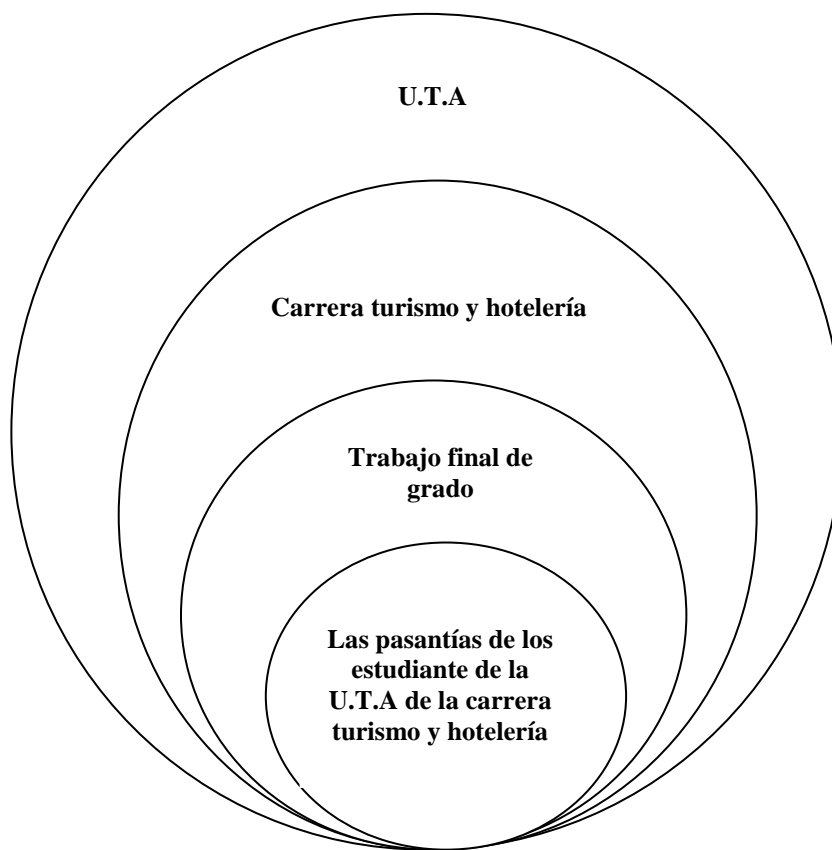 U.T.A
Carrera turismo y hotelería
Trabajo final de
grado
Las pasantías de los
estudiante de la
U.T.A de la carrera
turismo y hotelería